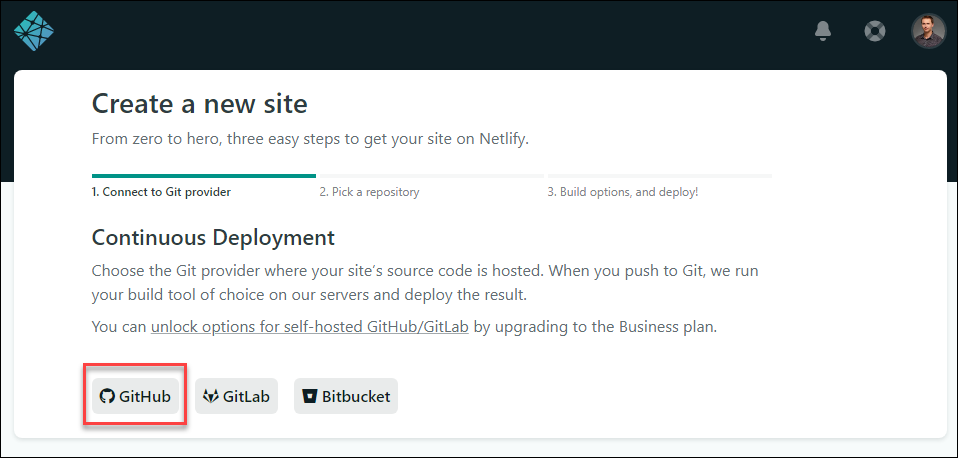 Create a new site
From zero to hero, three easy steps to get your site on Netlify.
1. Connect to Git provider
2. Pick a repository
3. Build options, and deploy!
Continuous Deployment
Choose the Git provider where your site's source code is hosted. When you push to Git, we run
your build tool of choice on our servers and deploy the result.
You can unlock options for self-hosted GitHub/GitLab by upgrading to the Business plan.
GitHub
GitLab
Bitbucket